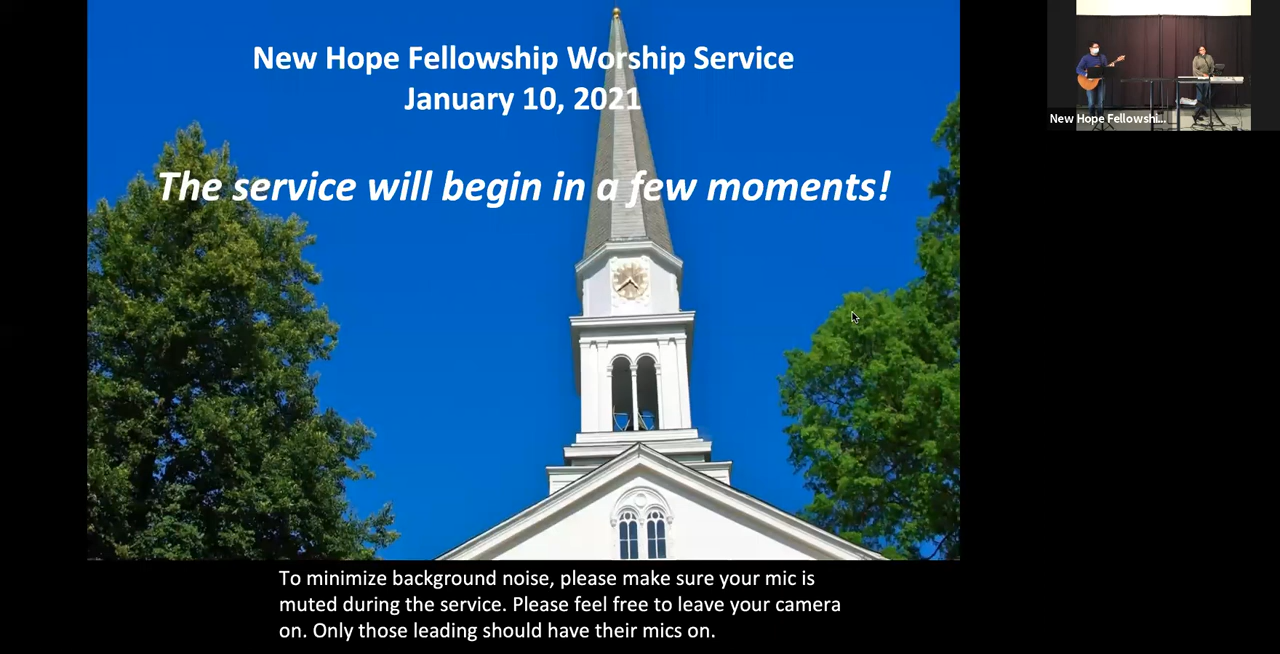 New Hope Fellowship Worship Service
January 10, 2021
The service will begin in a few moments!
New Hope Fellowshi...
To minimize background noise, please make sure your mic is
muted during the service. Please feel free to leave your camera
on. Only those leading should have their mics on.